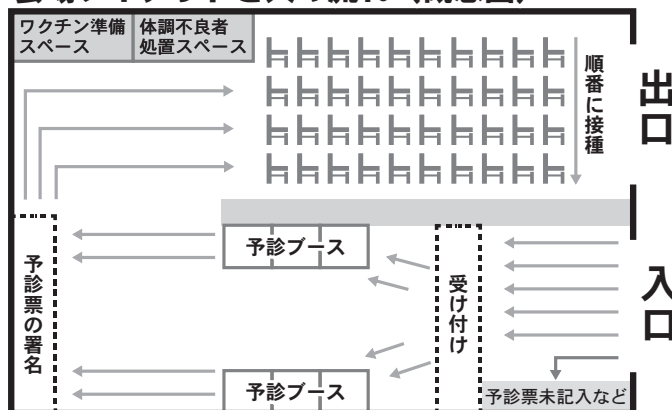 ワクチン準備
スペース
体調不良者
処置スペース
順番に接種
出口
予診ブース
予診票の署名
受け付け
入口
予診ブース
予診票未記入など